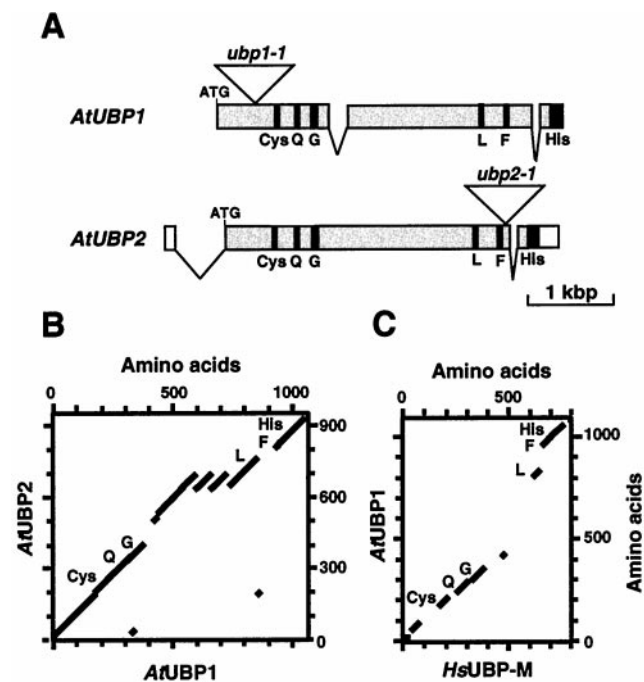 A
ubp1-1
ATG
AtUBP1
Cys Q G L F His
ubp2-1
ATG
AtUBP2
Cys Q G L F His
1 kbp
B
Amino acids
0 500 1000
AtUBP2
Cys Q G L F His
900
600
300
0
AtUBP1
C
Amino acids
0 500
AtUBP1
Cys Q G L F His
1000
500
0
Amino acids
HsUBP-M